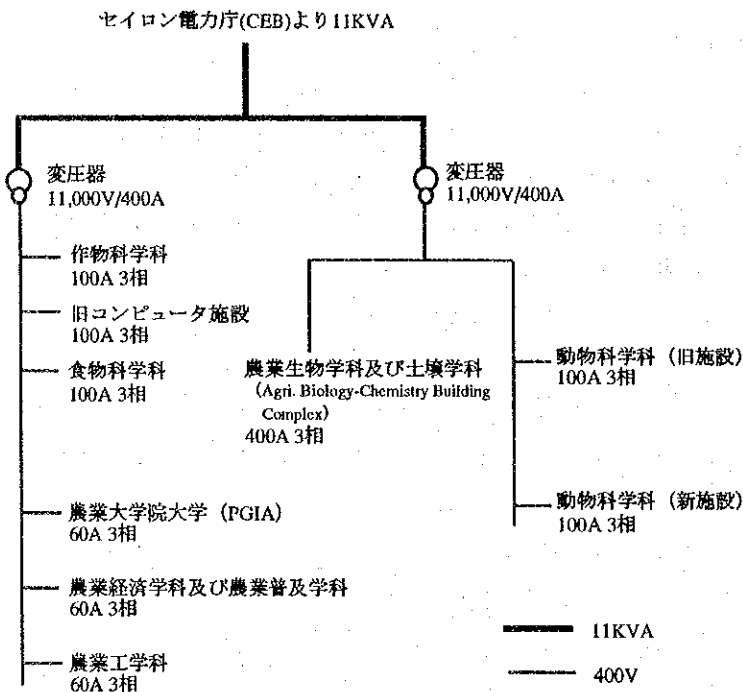 セイロン電力庁(CEB)より11KVA
変圧器
11,000V/400A
変圧器
11,000V/400A
作物科学科
100A 3相
旧コンピュータ施設
100A 3相
食物科学科
100A 3相
農業大学院大学（PGIA）
60A 3相
農業経済学科及び農業普及学科
60A 3相
農業工学科
60A 3相
農業生物学科及び土壌学科
（Agri. Biology-Chemistry Building
Complex）
400A 3相
動物科学科（旧施設）
100A 3相
動物科学科（新施設）
100A 3相
11KVA
400V